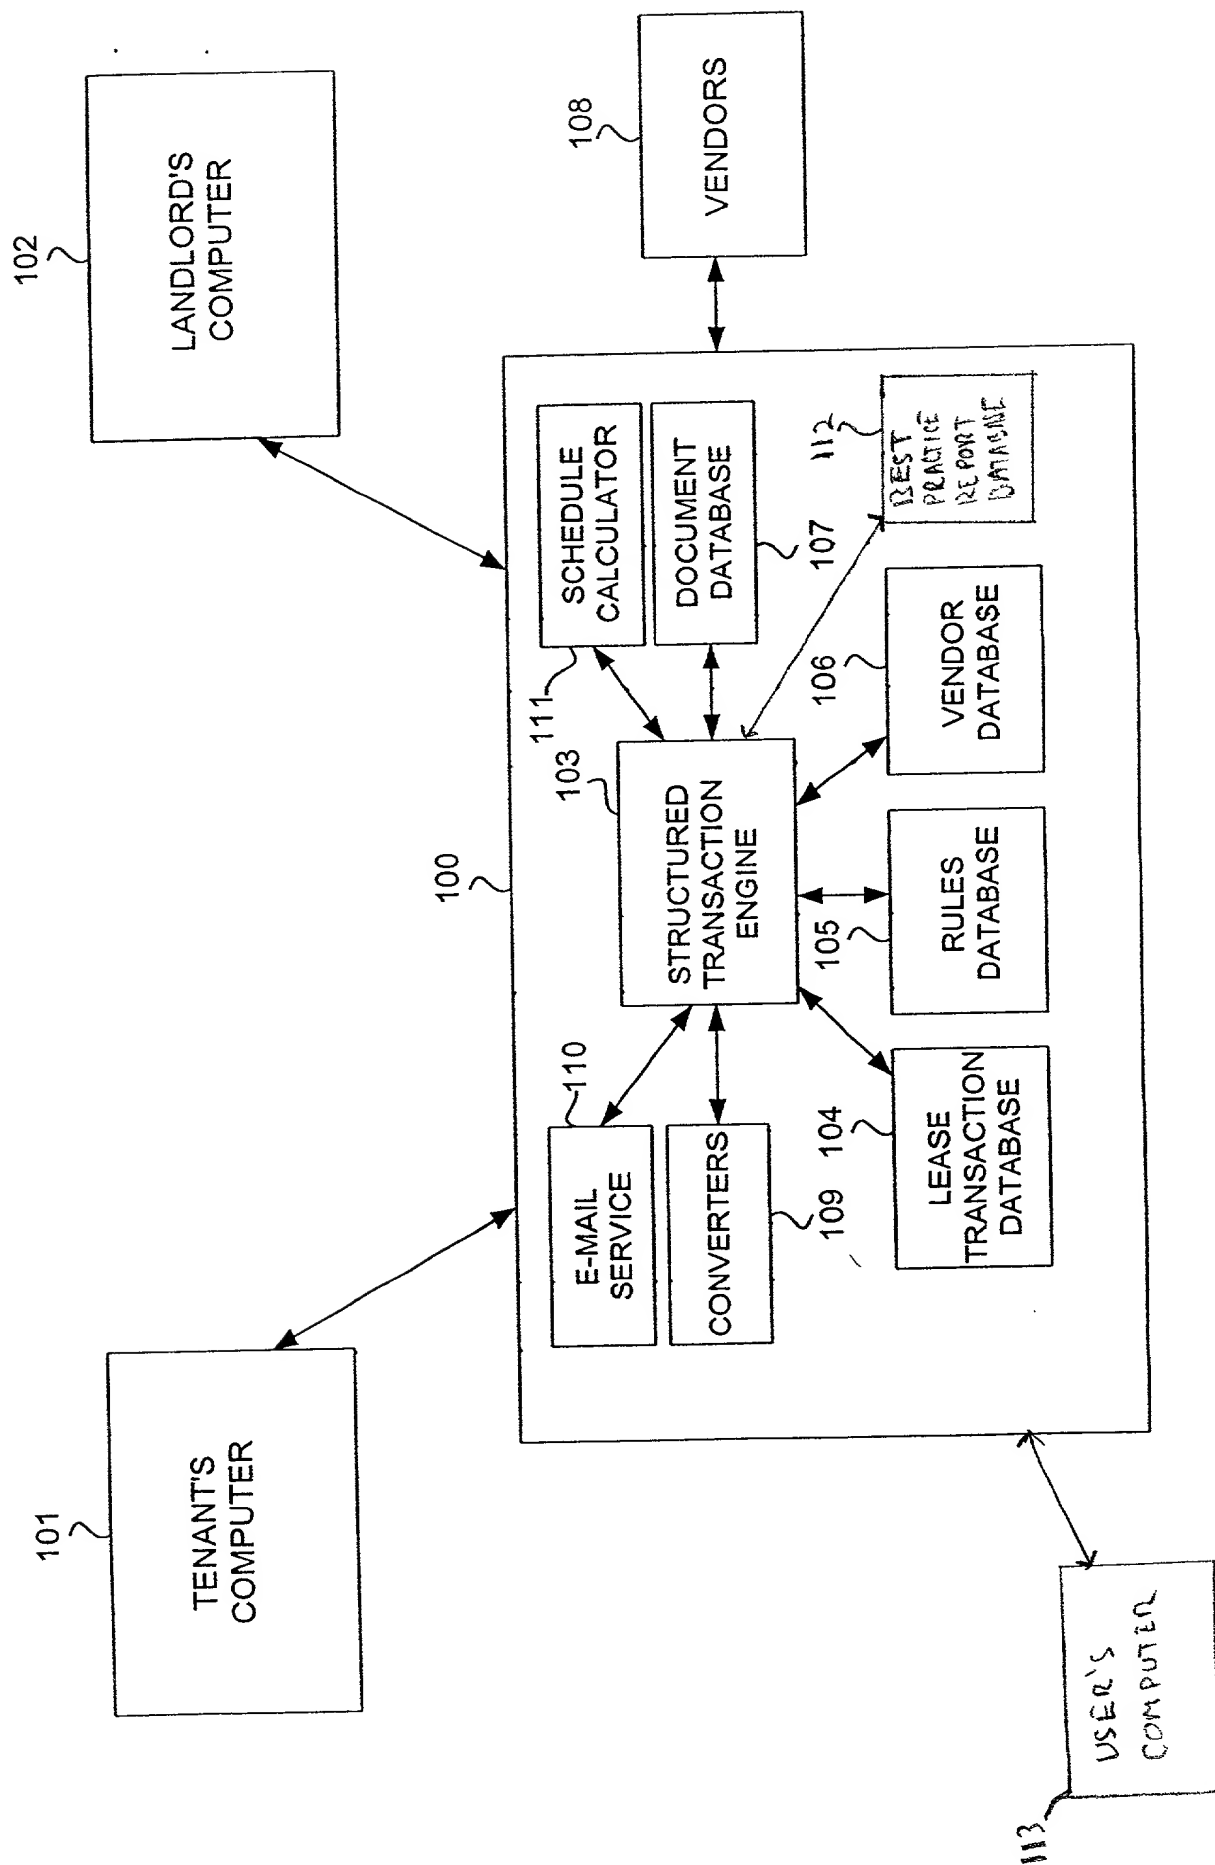 101
TENANT'S
COMPUTER
102
LANDLORD'S
COMPUTER
100
110
E-MAIL
SERVICE
103
STRUCTURED
TRANSACTION
ENGINE
111
SCHEDULE
CALCULATOR
108
VENDORS
CONVERTERS
109
DOCUMENT
DATABASE
107
104
LEASE
TRANSACTION
DATABASE
105
RULES
DATABASE
106
VENDOR
DATABASE
112
BEST
PRACTICE
REPORT
DATABASE
113
USER'S
COMPUTER